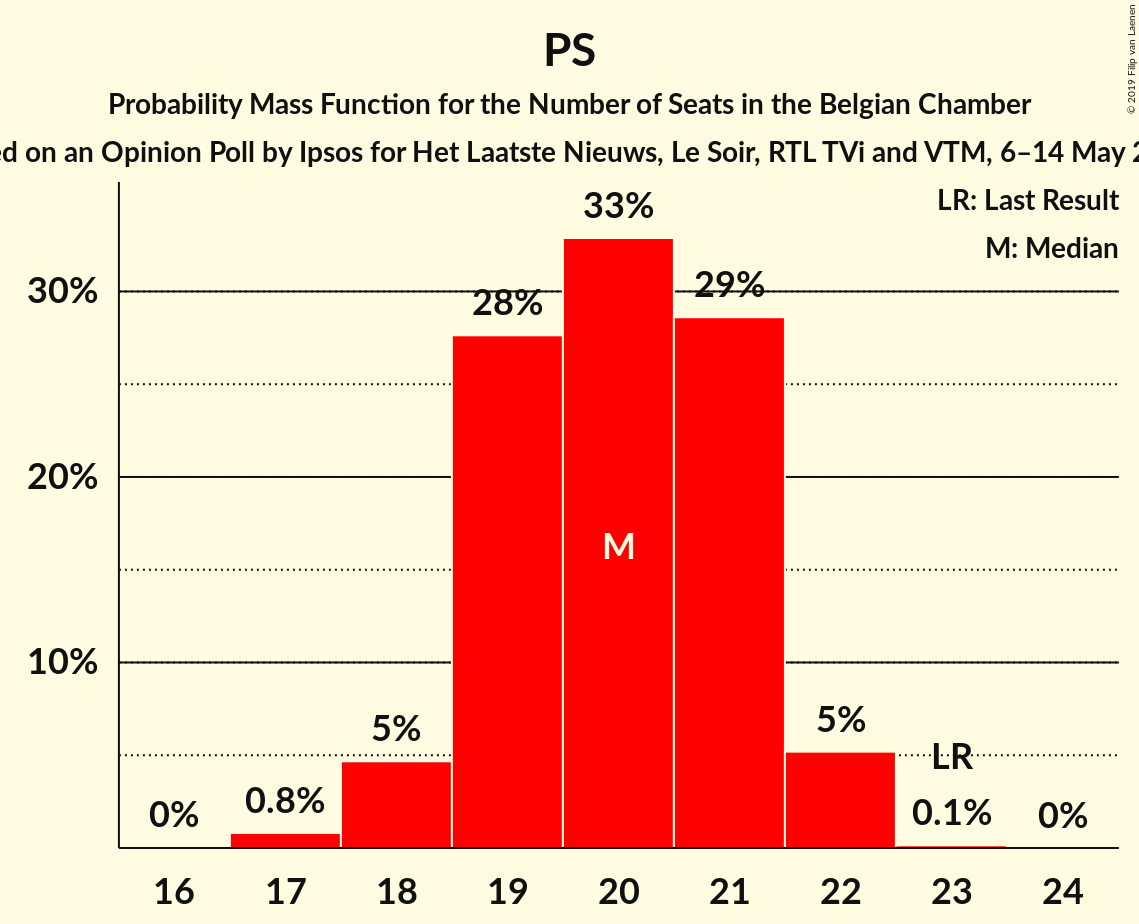 PS
Probability Mass Function for the Number of Seats in the Belgian Chamber
on an Opinion Poll by Ipsos for Het Laatste Nieuws, Le Soir, RTL TVi and VTM, 6–14 May
© 2019 Filip van Laenen
LR: Last Result
M: Median
33%
30%
28%
29%
20%
M
10%
5%
5%
LR
0%
0.8%
0.1%
0%
16 17 18 19 20 21 22 23 24